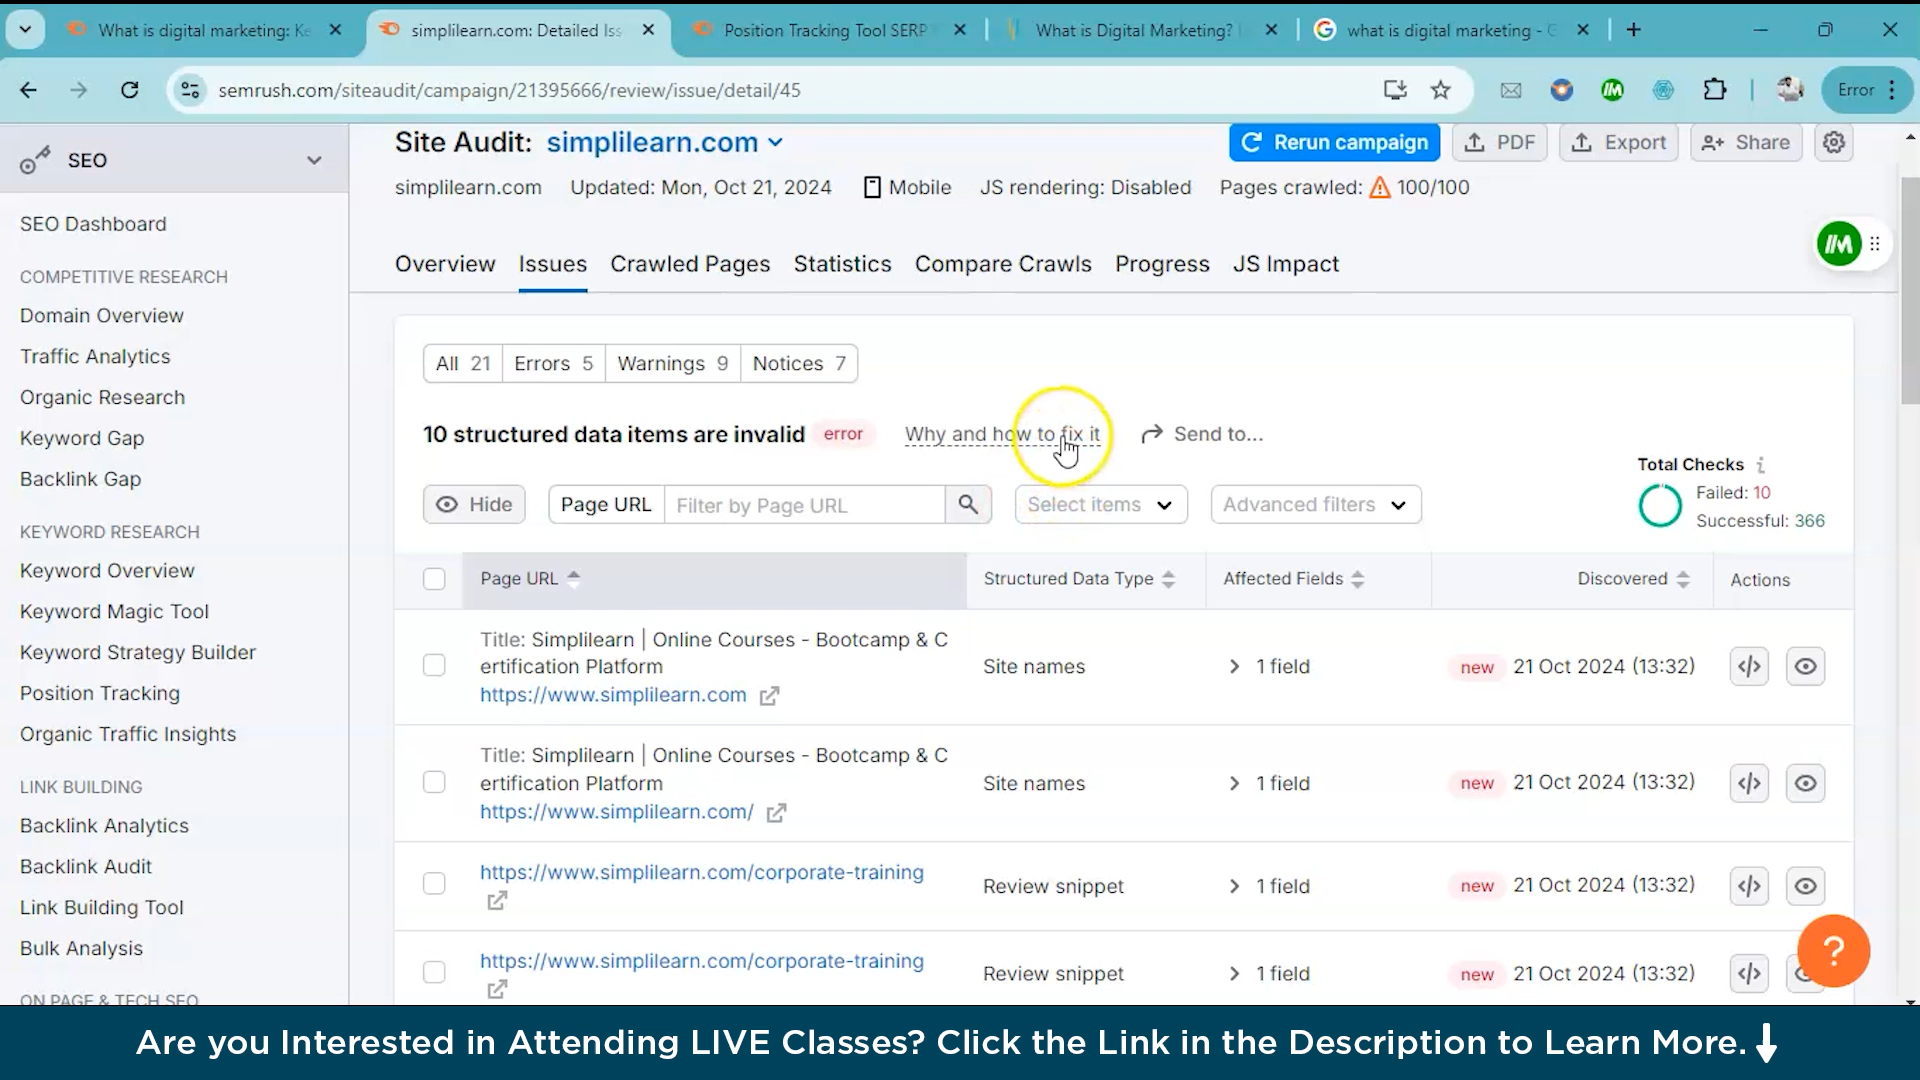 What is digital marketing: Ke
simplilearn.com: Detailed Iss
Position Tracking Tool SERP
What is Digital Marketing?
what is digital marketing - G
semrush.com/siteaudit/campaign/21395666/review/issue/detail/45
Error
SEO
SEO Dashboard
COMPETITIVE RESEARCH
Domain Overview
Traffic Analytics
Organic Research
Keyword Gap
Backlink Gap
KEYWORD RESEARCH
Keyword Overview
Keyword Magic Tool
Keyword Strategy Builder
Position Tracking
Organic Traffic Insights
LINK BUILDING
Backlink Analytics
Backlink Audit
Link Building Tool
Bulk Analysis
ON PAGE & TECH SEO
Site Audit: simplilearn.com
Rerun campaign
PDF
Export
Share
simplilearn.com Updated: Mon, Oct 21, 2024 Mobile JS rendering: Disabled Pages crawled: 100/100
Overview Issues Crawled Pages Statistics Compare Crawls Progress JS Impact
All 21 Errors 5 Warnings 9 Notices 7
10 structured data items are invalid error Why and how to fix it Send to...
Total Checks i
Failed: 10
Successful: 366
Hide Page URL Filter by Page URL Select items Advanced filters
Page URL Structured Data Type Affected Fields Discovered Actions
Title: Simplilearn | Online Courses - Bootcamp & C
ertification Platform
https://www.simplilearn.com
Site names 1 field new 21 Oct 2024 (13:32) </>
Title: Simplilearn | Online Courses - Bootcamp & C
ertification Platform
https://www.simplilearn.com/
Site names 1 field new 21 Oct 2024 (13:32) </>
https://www.simplilearn.com/corporate-training
Review snippet 1 field new 21 Oct 2024 (13:32) </>
https://www.simplilearn.com/corporate-training
Review snippet 1 field new 21 Oct 2024 (13:32) </>
?
Are you Interested in Attending LIVE Classes? Click the Link in the Description to Learn More.